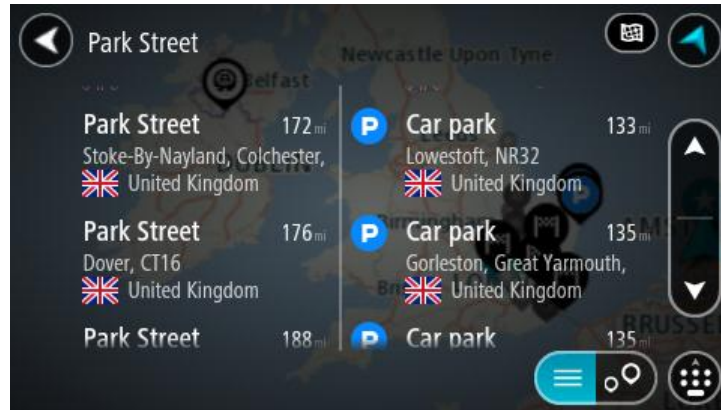 Park Street
Newcastle Upon Tyne
Belfast
Park Street 172 mi
Stoke-By-Nayland, Colchester,
United Kingdom
Park Street 176 mi
Dover, CT16
United Kingdom
Park Street 188 mi
P Car park 133 mi
Lowestoft, NR32
United Kingdom
P Car park 135 mi
Gorleston, Great Yarmouth,
United Kingdom
P Car park 135 mi
DUBLIN
Birmingham
P